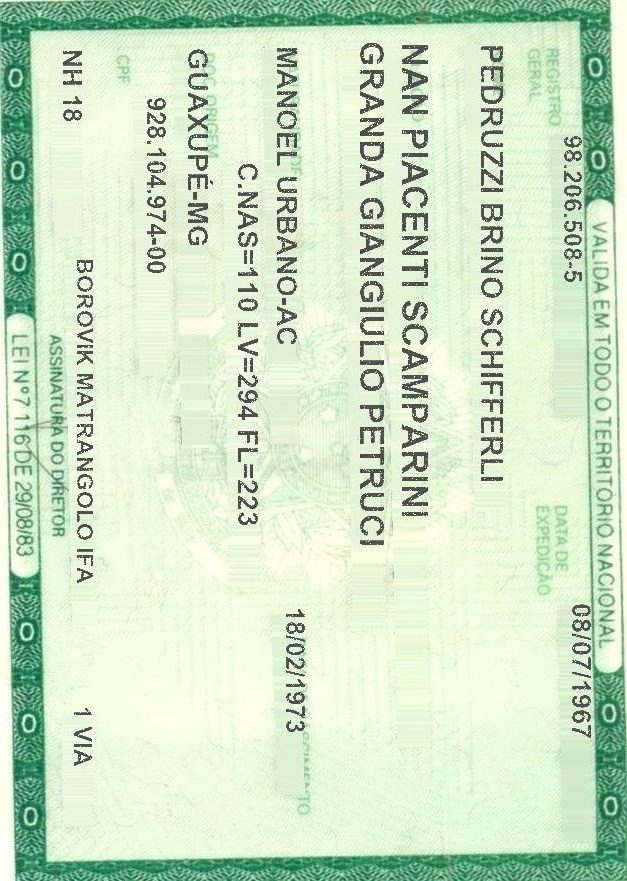 VALIDA EM TODO O TERRITÓRIO NACIONAL
REGISTRO GERAL 98.206.508-5 DATA DE EXPEDIÇÃO 08/07/1967
PEDRUZZI BRINO SCHIFFERLI
NAN PIACENTI SCAMPARINI
GRANDA GIANGIULIO PETRUCI
MANOEL URBANO-AC 18/02/1973
C.NAS=110 LV=294 FL=223
DOC ORIGEM
GUAXUPÉ-MG
CPF 928.104.974-00
NH 18 BOROVIK MATRANGOLO IFA 1 VIA
ASSINATURA DO DIRETOR
LEI Nº 7.116 DE 29/08/83